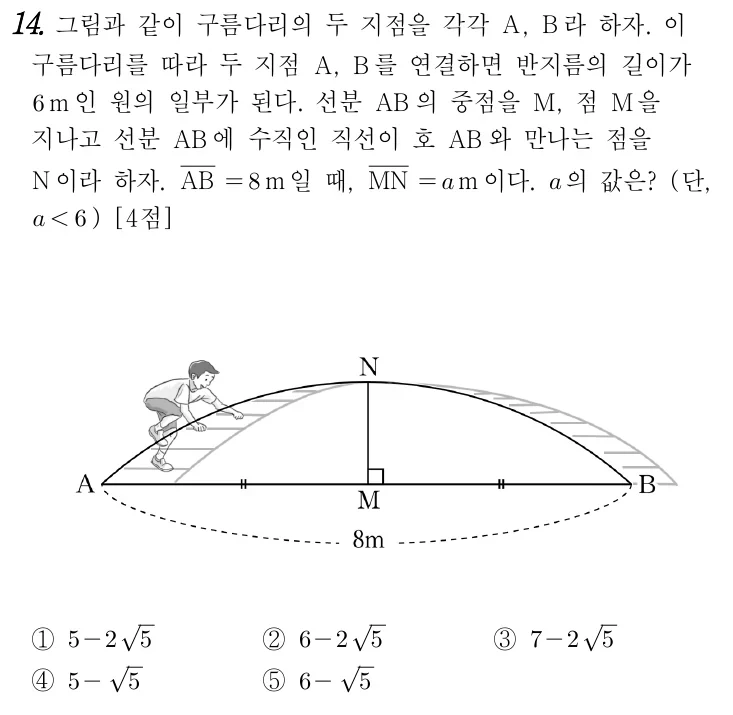 14. 그림과 같이 구름다리의 두 지점을 각각 A, B라 하자. 이
구름다리를 따라 두 지점 A, B를 연결하면 반지름의 길이가
6m인 원의 일부가 된다. 선분 AB의 중점을 M, 점 M을
지나고 선분 AB에 수직인 직선이 호 AB와 만나는 점을
N이라 하자. \overline{AB} = 8m일 때, \overline{MN} = a m이다. a의 값은? (단,
a < 6) [4점]
N
A
M
B
8m
① 5-2√5 ② 6-2√5 ③ 7-2√5
④ 5-√5 ⑤ 6-√5